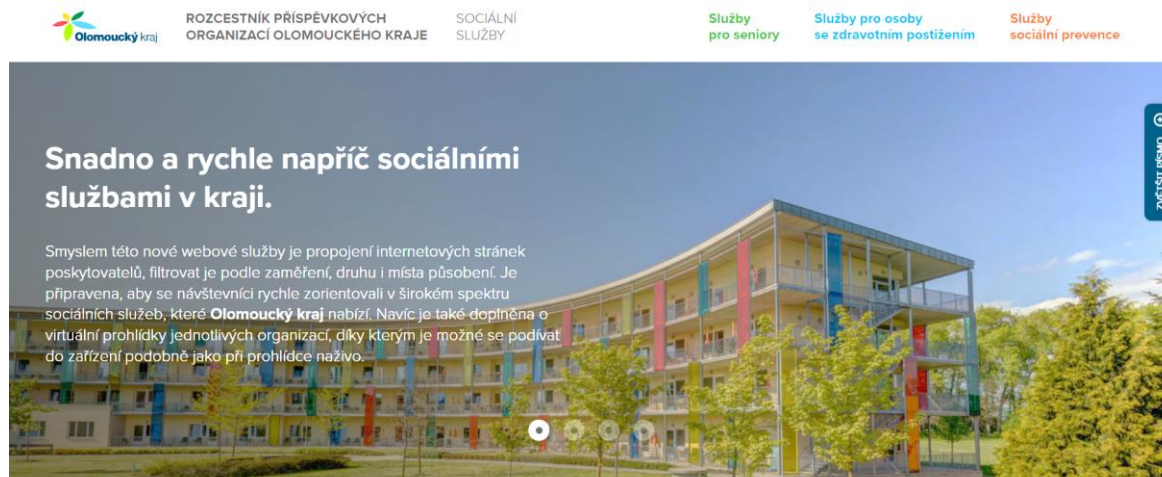 Olomoucký kraj
ROZCESTNÍK PŘÍSPĚVKOVÝCH
ORGANIZACÍ OLOMOUCKÉHO KRAJE
SOCIÁLNÍ
SLUŽBY
Služby
pro seniory
Služby pro osoby
se zdravotním postižením
Služby
sociální prevence
Snadno a rychle napříč sociálními
službami v kraji.
Smyslem této nové webové služby je propojení internetových stránek
poskytovatelů, filtrovat je podle zaměření, druhu i místa působení. Je
připravena, aby se návštevníci rychle zorientovali v širokém spektru
sociálních služeb, které Olomoucký kraj nabízí. Navíc je také doplněna o
virtuální prohlídky jednotlivých organizací, díky kterým je možné se podívat
do zařízení podobně jako při prohlídce naživo.
ZVĚTŠIT PÍSMO